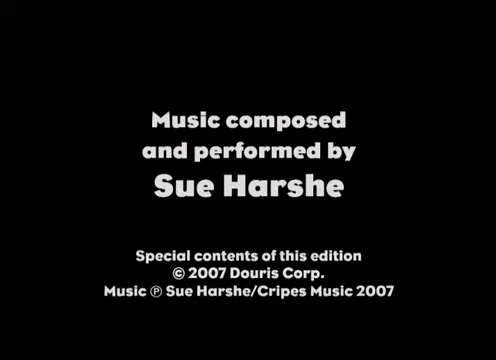 Music composed
and performed by
Sue Harshe
Special contents of this edition
© 2007 Douris Corp.
Music ℗ Sue Harshe/Cripes Music 2007